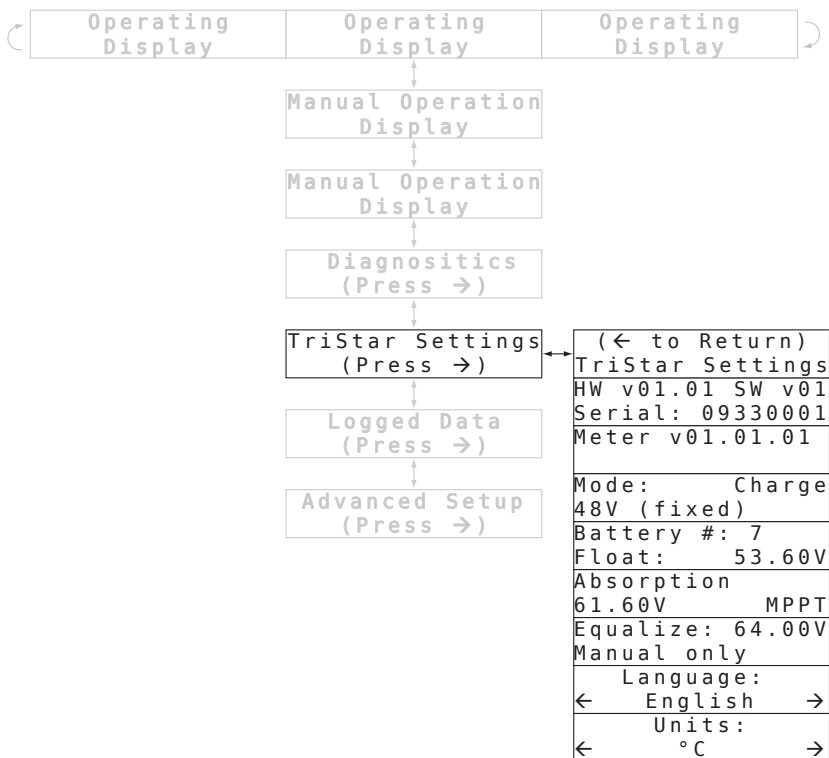 Operating Operating Operating
Display Display Display
Manual Operation
Display
Manual Operation
Display
Diagnositics
(Press →)
TriStar Settings
(Press →)
Logged Data
(Press →)
Advanced Setup
(Press →)
(← to Return)
TriStar Settings
HW v01.01 SW v01
Serial: 09330001
Meter v01.01.01
Mode: Charge
48V (fixed)
Battery #: 7
Float: 53.60V
Absorption
61.60V MPPT
Equalize: 64.00V
Manual only
Language:
← English →
Units:
← °C →